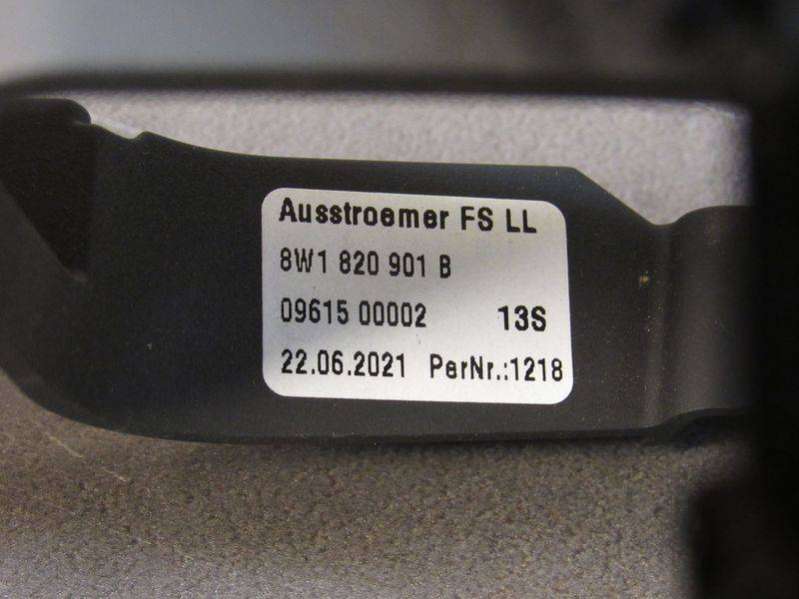 Ausstroemer FS LL
8W1 820 901 B
09615 00002 13S
22.06.2021 PerNr.:1218